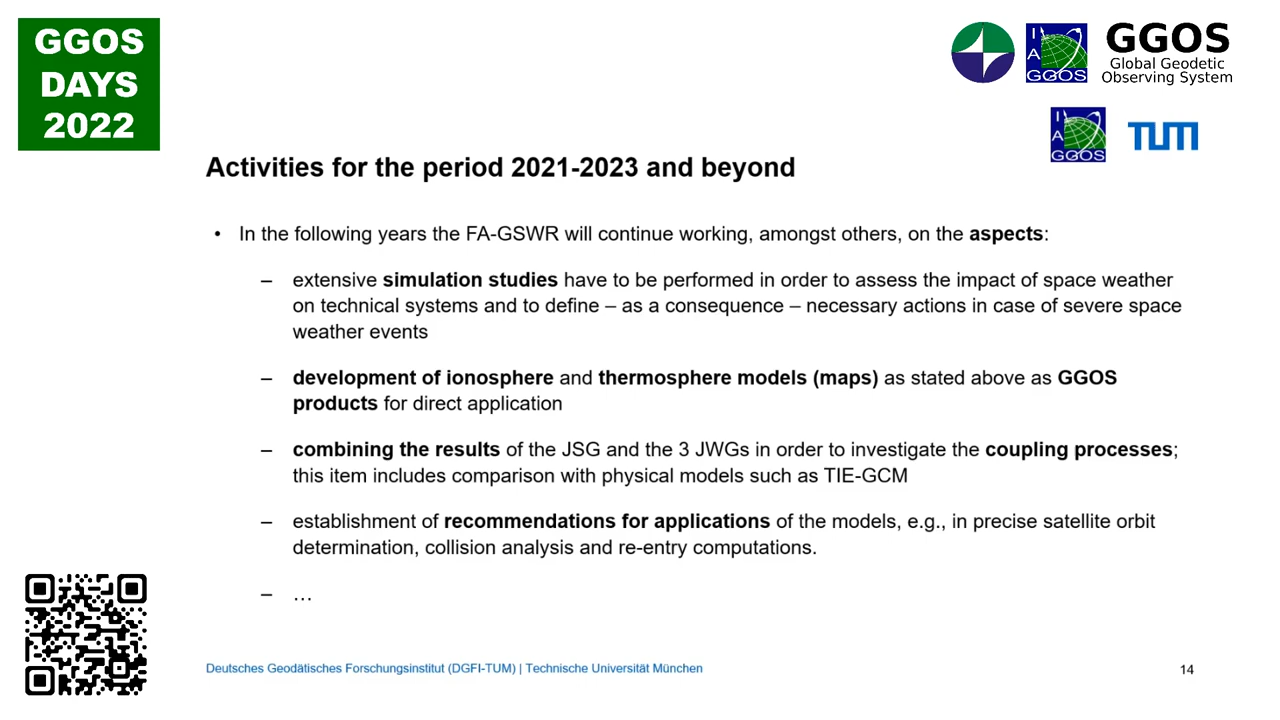 GGOS
DAYS
2022
GGOS
Global Geodetic
Observing System
I
A
GGOS
I
A
GGOS
TUM
Activities for the period 2021-2023 and beyond
• In the following years the FA-GSWR will continue working, amongst others, on the aspects:
– extensive simulation studies have to be performed in order to assess the impact of space weather
on technical systems and to define – as a consequence – necessary actions in case of severe space
weather events
– development of ionosphere and thermosphere models (maps) as stated above as GGOS
products for direct application
– combining the results of the JSG and the 3 JWGs in order to investigate the coupling processes;
this item includes comparison with physical models such as TIE-GCM
– establishment of recommendations for applications of the models, e.g., in precise satellite orbit
determination, collision analysis and re-entry computations.
– …
Deutsches Geodätisches Forschungsinstitut (DGFI-TUM) | Technische Universität München
14